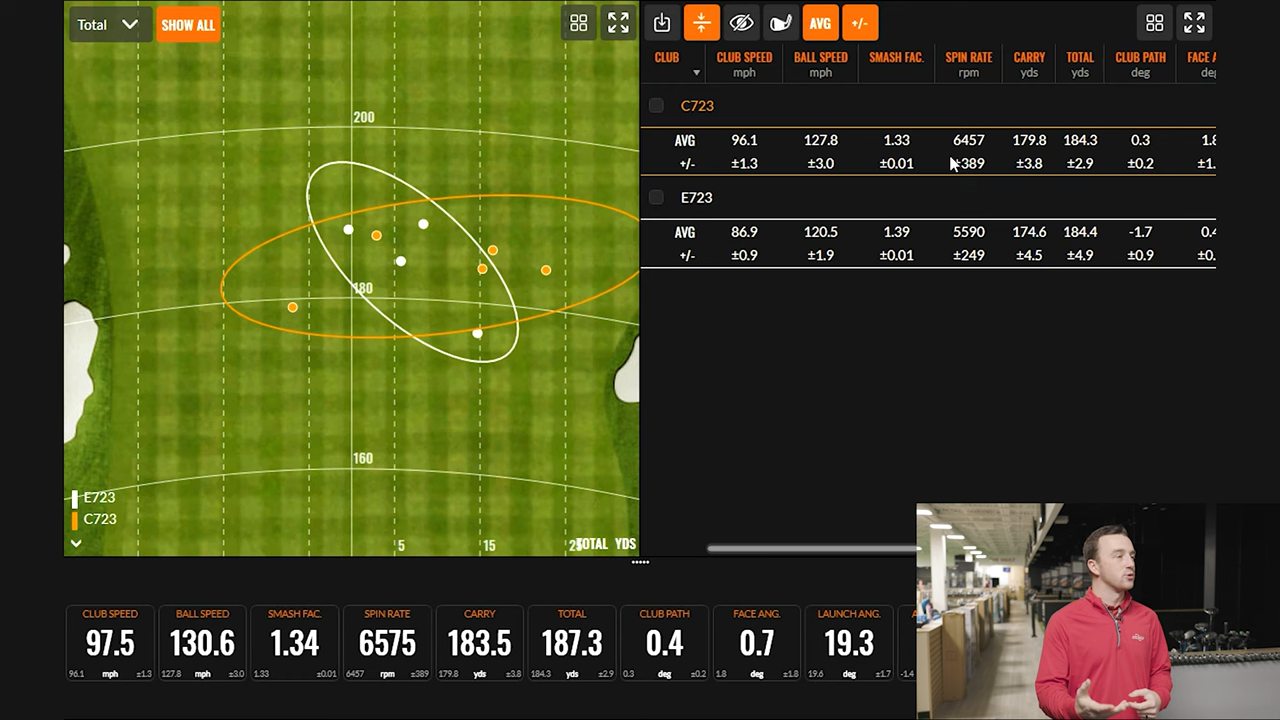 Total SHOW ALL
AVG +/-
CLUB CLUB SPEED BALL SPEED SMASH FAC. SPIN RATE CARRY TOTAL CLUB PATH FACE A
mph mph rpm yds yds deg de
C723
AVG 96.1 127.8 1.33 6457 179.8 184.3 0.3 1.8
+/- ±1.3 ±3.0 ±0.01 ±389 ±3.8 ±2.9 ±0.2 ±1.
E723
AVG 86.9 120.5 1.39 5590 174.6 184.4 -1.7 0.4
+/- ±0.9 ±1.9 ±0.01 ±249 ±4.5 ±4.9 ±0.9 ±0.
200
180
160
E723
C723
5 15 TOTAL YDS
CLUB SPEED BALL SPEED SMASH FAC. SPIN RATE CARRY TOTAL CLUB PATH FACE ANG. LAUNCH ANG.
97.5 130.6 1.34 6575 183.5 187.3 0.4 0.7 19.3
96.1 mph ±1.3 127.8 mph ±3.0 1.33 ±0.01 6457 rpm ±389 179.8 yds ±3.8 184.3 yds ±2.9 0.3 deg ±0.2 1.8 deg ±1.8 19.6 deg ±1.7 -1.4